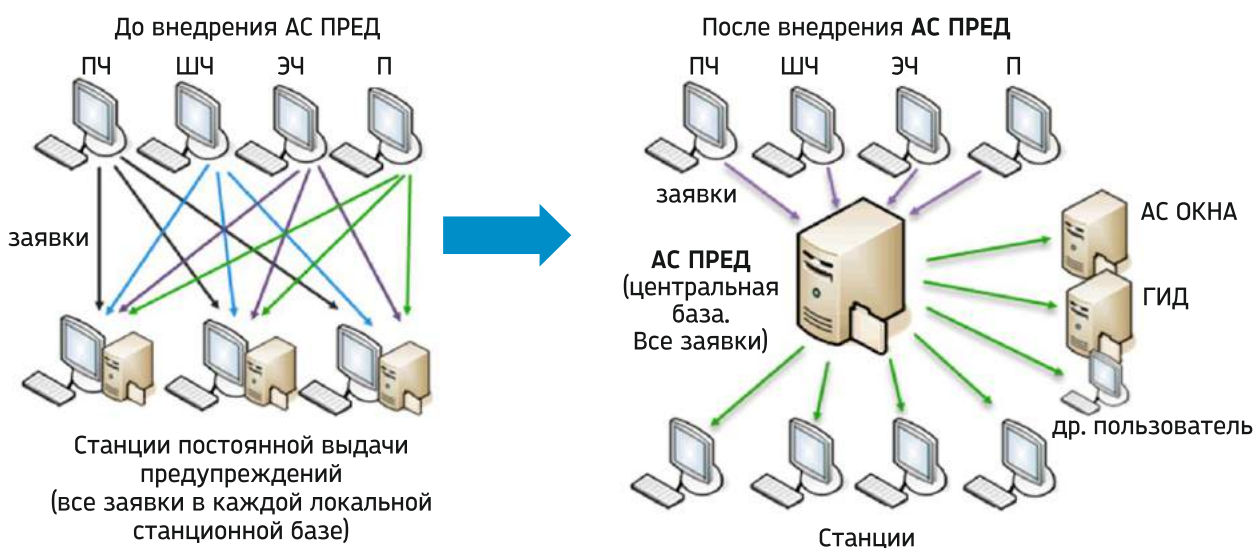 До внедрения АС ПРЕД
ПЧ ШЧ ЭЧ П
заявки
Станции постоянной выдачи
предупреждений
(все заявки в каждой локальной
станционной базе)
После внедрения АС ПРЕД
ПЧ ШЧ ЭЧ П
заявки
АС ПРЕД
(центральная
база.
Все заявки)
АС ОКНА
ГИД
др. пользователь
Станции